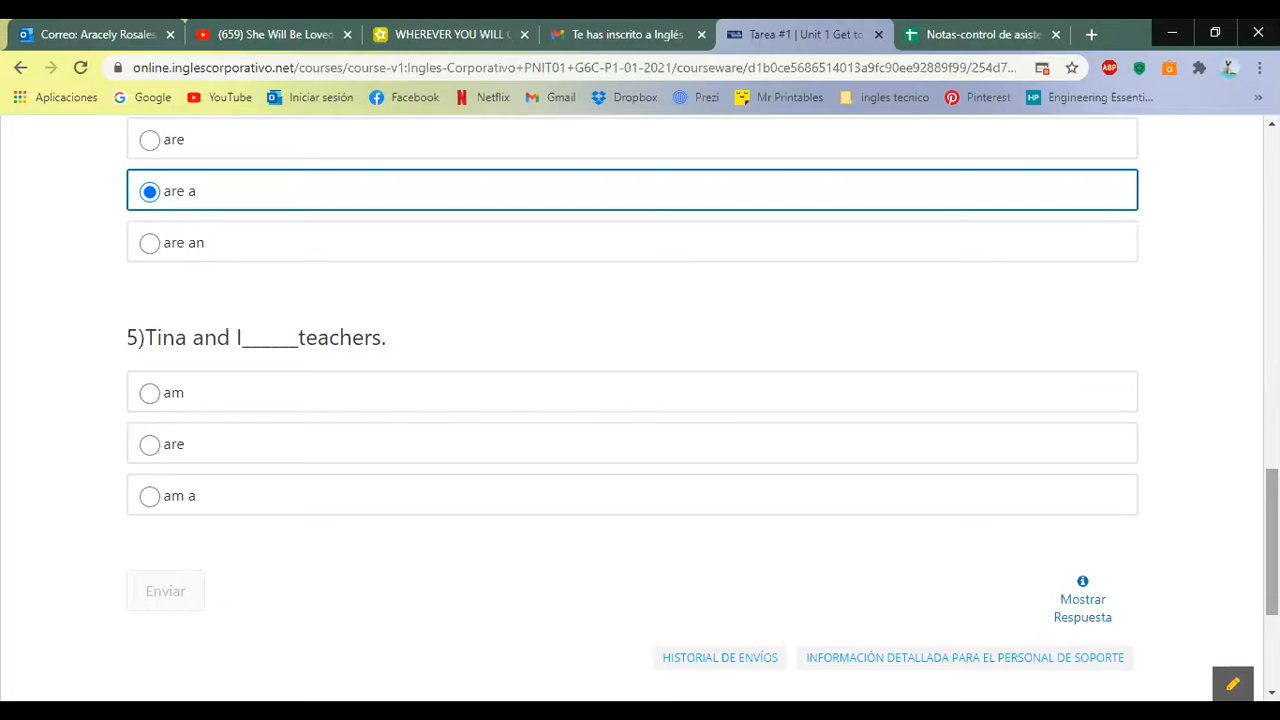 Correo: Aracely Rosales
(659) She Will Be Loved
WHEREVER YOU WILL G
Te has inscrito a Inglés
Tarea #1 | Unit 1 Get to
Notas-control de asiste
online.inglescorporativo.net/courses/course-v1:Ingles-Corporativo+PNIT01+G6C-P1-01-2021/courseware/d1b0ce5686514013a9fc90ee92889f99/254d7...
Aplicaciones
Google
YouTube
Iniciar sesión
Facebook
Netflix
Gmail
Dropbox
Prezi
Mr Printables
ingles tecnico
Pinterest
Engineering Essenti...
are
are a
are an
5)Tina and I______teachers.
am
are
am a
Enviar
Mostrar
Respuesta
HISTORIAL DE ENVÍOS
INFORMACIÓN DETALLADA PARA EL PERSONAL DE SOPORTE